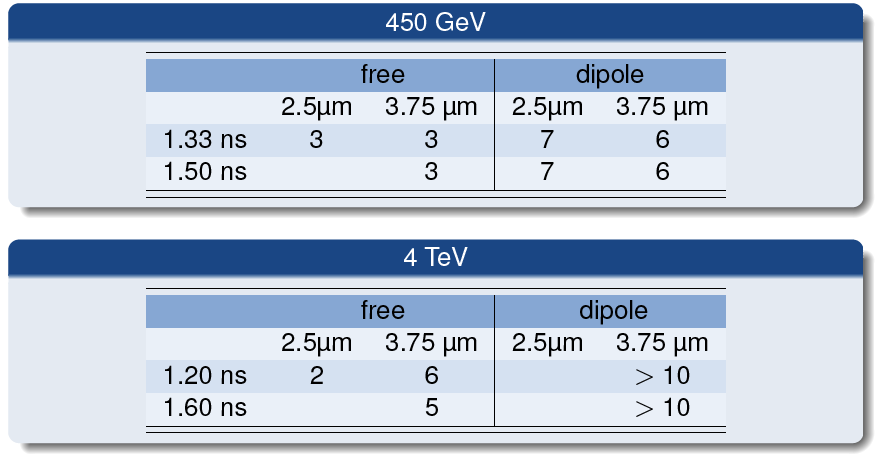 450 GeV
free dipole
2.5µm 3.75 µm 2.5µm 3.75 µm
1.33 ns 3 3 7 6
1.50 ns 3 7 6
4 TeV
free dipole
2.5µm 3.75 µm 2.5µm 3.75 µm
1.20 ns 2 6 > 10
1.60 ns 5 > 10